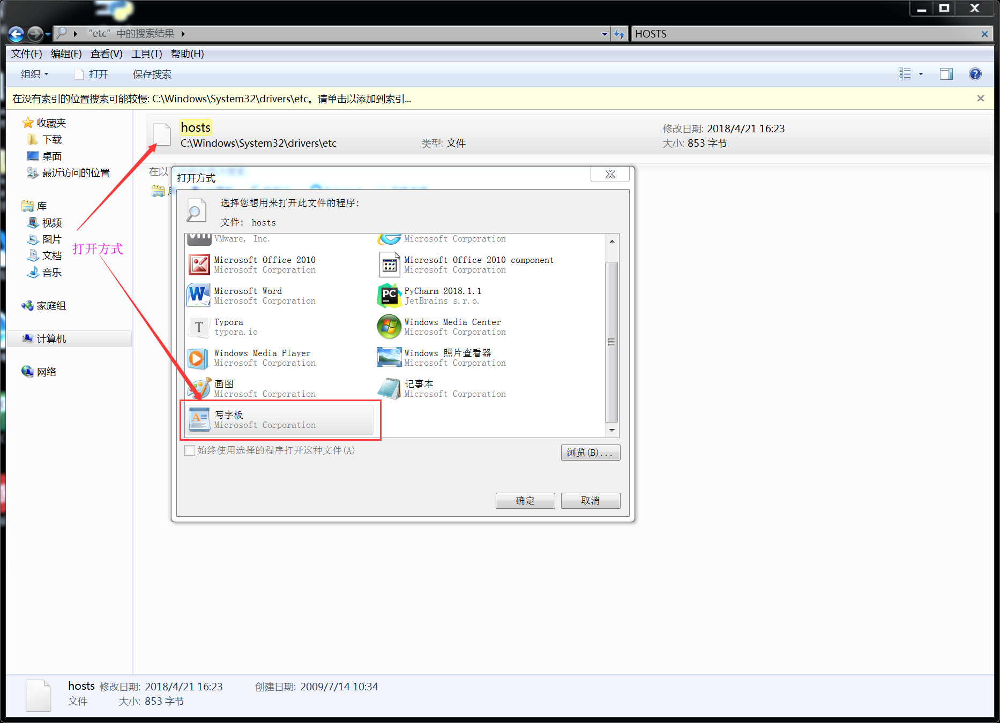 “etc”中的搜索结果
HOSTS
文件(F) 编辑(E) 查看(V) 工具(T) 帮助(H)
组织 打开 保存搜索
在没有索引的位置搜索可能较慢: C:\Windows\System32\drivers\etc。请单击以添加到索引...
收藏夹
下载
桌面
最近访问的位置
库
视频
图片
文档
音乐
家庭组
计算机
网络
打开方式
hosts
C:\Windows\System32\drivers\etc
类型: 文件
修改日期: 2018/4/21 16:23
大小: 853 字节
在以
打开方式
选择您想用来打开此文件的程序:
文件: hosts
VMware, Inc.
Microsoft Corporation
Microsoft Office 2010
Microsoft Corporation
Microsoft Office 2010 component
Microsoft Corporation
Microsoft Word
Microsoft Corporation
PyCharm 2018.1.1
JetBrains s.r.o.
Typora
typora.io
Windows Media Center
Microsoft Corporation
Windows Media Player
Microsoft Corporation
Windows 照片查看器
Microsoft Corporation
画图
Microsoft Corporation
记事本
Microsoft Corporation
写字板
Microsoft Corporation
始终使用选择的程序打开这种文件(A)
浏览(B)...
确定
取消
hosts 修改日期: 2018/4/21 16:23 创建日期: 2009/7/14 10:34
文件 大小: 853 字节